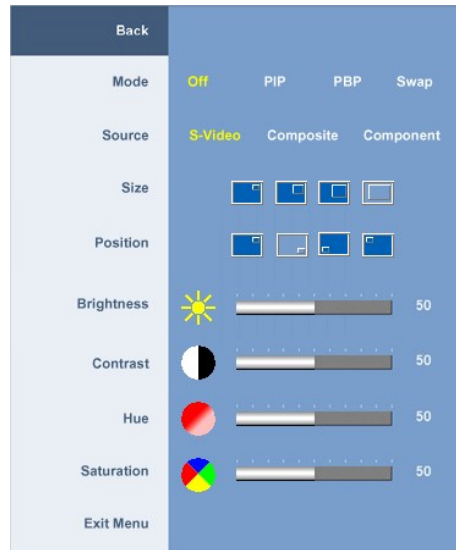 Back
Mode Off PIP PBP Swap
Source S-Video Composite Component
Size
Position
Brightness 50
Contrast 50
Hue 50
Saturation 50
Exit Menu